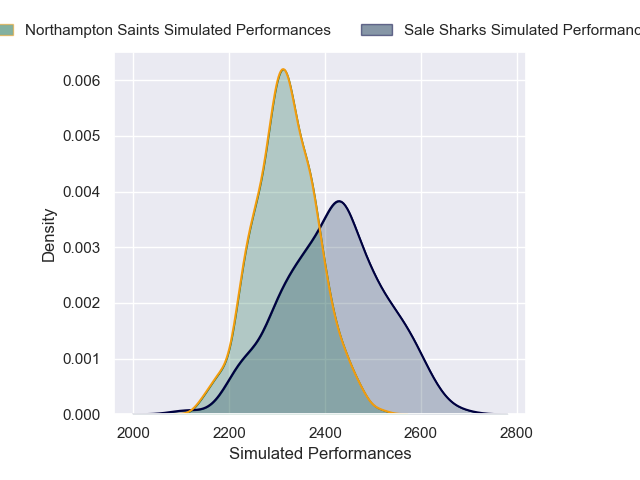 Northampton Saints Simulated Performances Sale Sharks Simulated
0.006
0.005
0.004
0.003
0.002
0.001
0.000
Density
2000 2200 2400 2600 2800
Simulated Performances